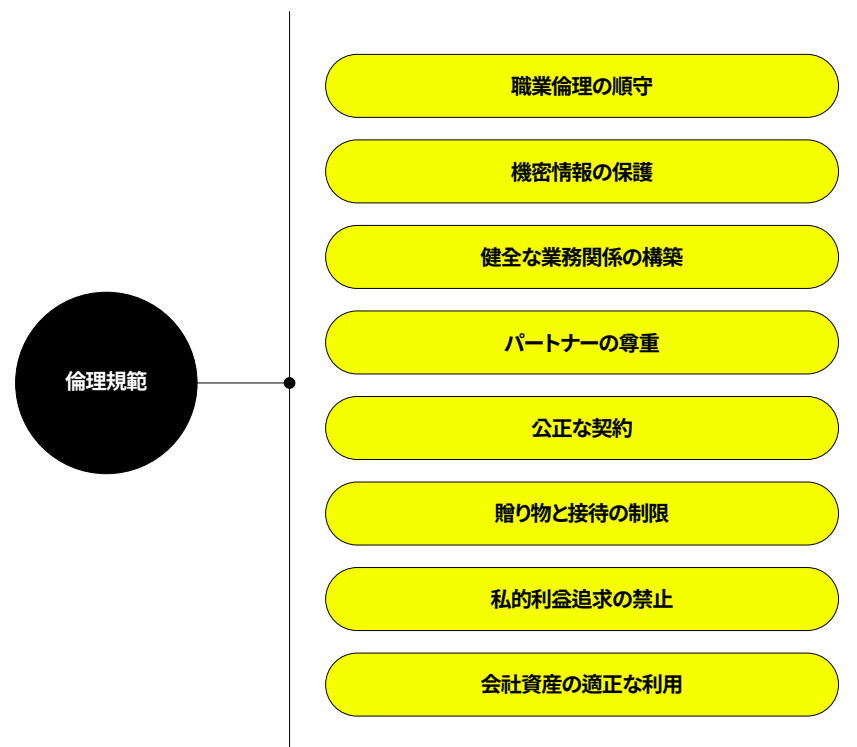 職業倫理の順守
機密情報の保護
健全な業務関係の構築
パートナーの尊重
倫理規範
公正な契約
贈り物と接待の制限
私的利益追求の禁止
会社資産の適正な利用